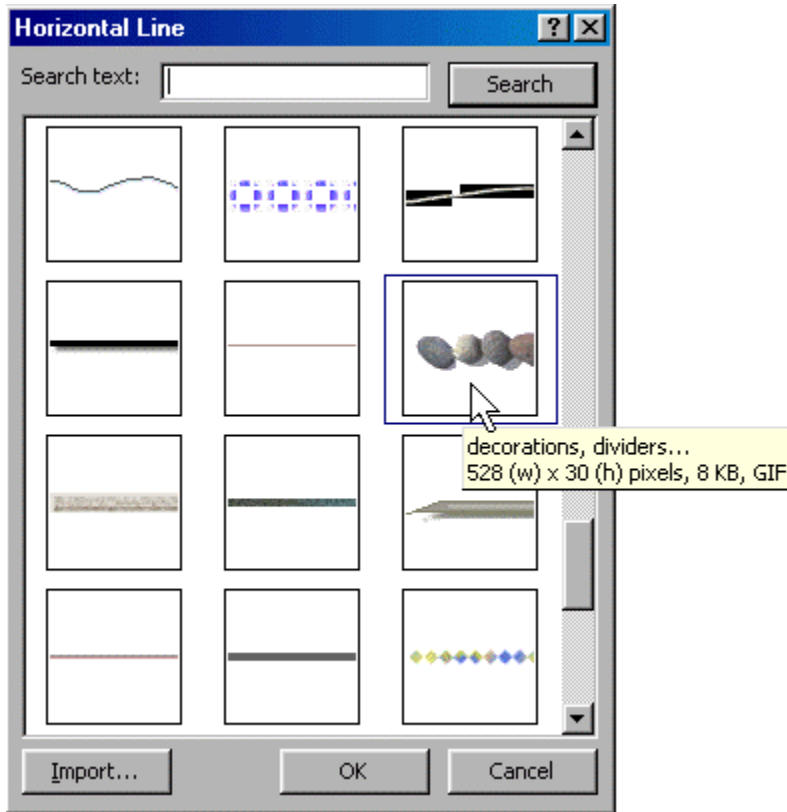 Horizontal Line
Search text: Search
decorations, dividers...
528 (w) x 30 (h) pixels, 8 KB, GIF
Import... OK Cancel